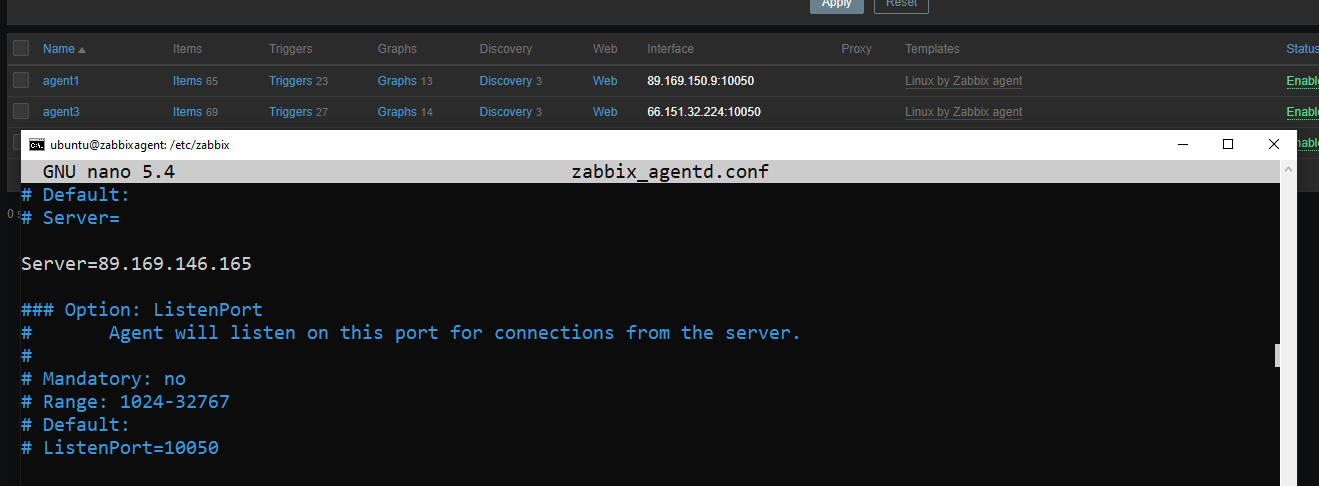 Apply Reset
Name Items Triggers Graphs Discovery Web Interface Proxy Templates Status
agent1 Items 65 Triggers 23 Graphs 13 Discovery 3 Web 89.169.150.9:10050 Linux by Zabbix agent Enable
agent3 Items 69 Triggers 27 Graphs 14 Discovery 3 Web 66.151.32.224:10050 Linux by Zabbix agent Enable
nable
0 s
ubuntu@zabbixagent: /etc/zabbix
GNU nano 5.4 zabbix_agentd.conf
# Default:
# Server=
Server=89.169.146.165
### Option: ListenPort
# Agent will listen on this port for connections from the server.
#
# Mandatory: no
# Range: 1024-32767
# Default:
# ListenPort=10050